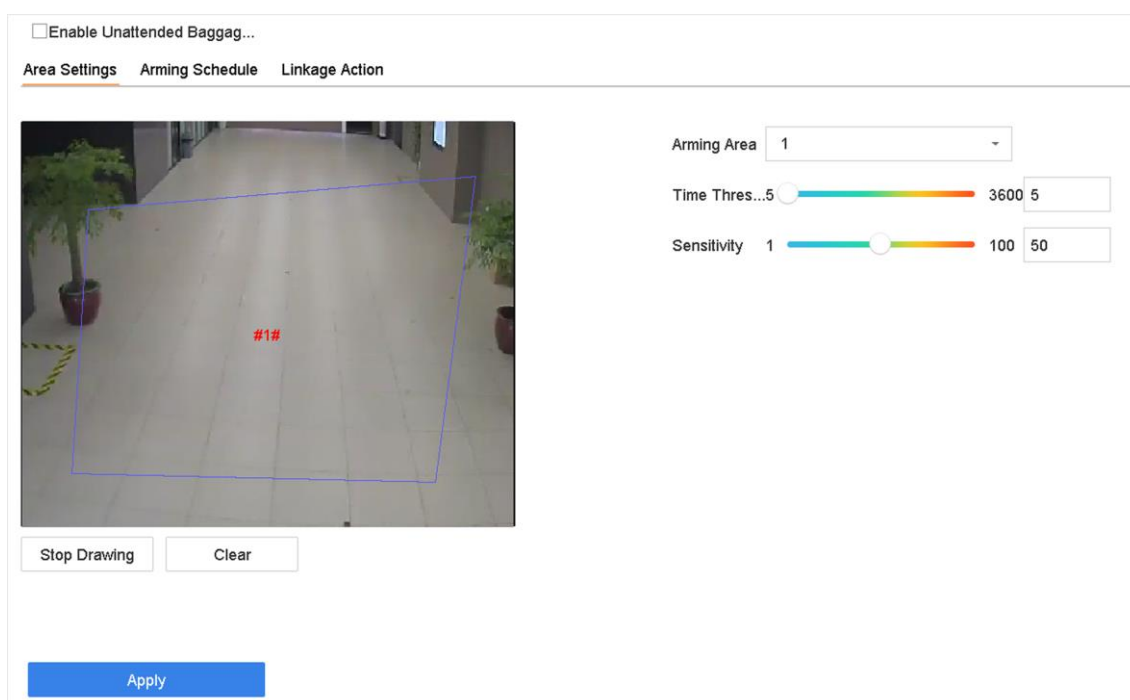 Enable Unattended Baggag...
Area Settings Arming Schedule Linkage Action
Arming Area 1
Time Thres...5 3600 5
Sensitivity 1 100 50
#1#
Stop Drawing Clear
Apply